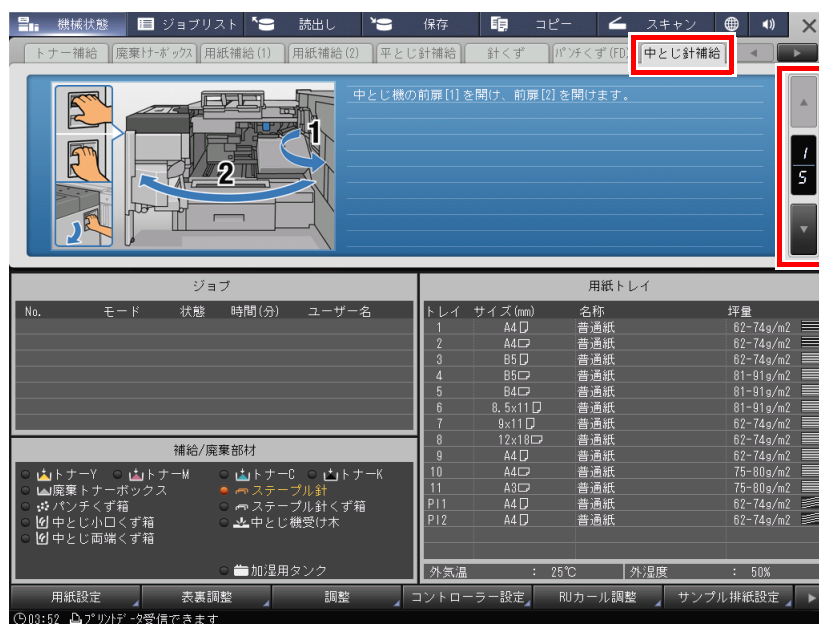 機械状態 ジョブリスト 読出し 保存 コピー スキャン
トナー補給 廃棄ﾄﾅｰﾎﾞｯｸｽ 用紙補給(1) 用紙補給(2) 平とじ針補給 針くず ﾊﾟﾝﾁくず(FD) 中とじ針補給
中とじ機の前扉[1]を開け、前扉[2]を開けます。
1
2
1
5
ジョブ
No. モード 状態 時間(分) ユーザー名
用紙トレイ
トレイ サイズ(mm) 名称 坪量
1 A4 普通紙 62-74g/m2
2 A4 普通紙 62-74g/m2
3 B5 普通紙 62-74g/m2
4 B5 普通紙 81-91g/m2
5 B4 普通紙 81-91g/m2
6 8.5x11 普通紙 81-91g/m2
7 9x11 普通紙 62-74g/m2
8 12x18 普通紙 62-74g/m2
9 A4 普通紙 62-74g/m2
10 A4 普通紙 75-80g/m2
11 A3 普通紙 75-80g/m2
PI1 A4 普通紙 62-74g/m2
PI2 A4 普通紙 62-74g/m2
外気温 : 25℃ 外湿度 : 50%
補給/廃棄部材
トナーY トナーM トナーC トナーK
廃棄トナーボックス ステープル針
パンチくず箱 ステープル針くず箱
中とじ小口くず箱 中とじ機受け木
中とじ両端くず箱
加湿用タンク
用紙設定 表裏調整 調整 コントローラー設定 RUカール調整 サンプル排紙設定
03:52 ﾌﾟﾘﾝﾄﾃﾞｰﾀ受信できます